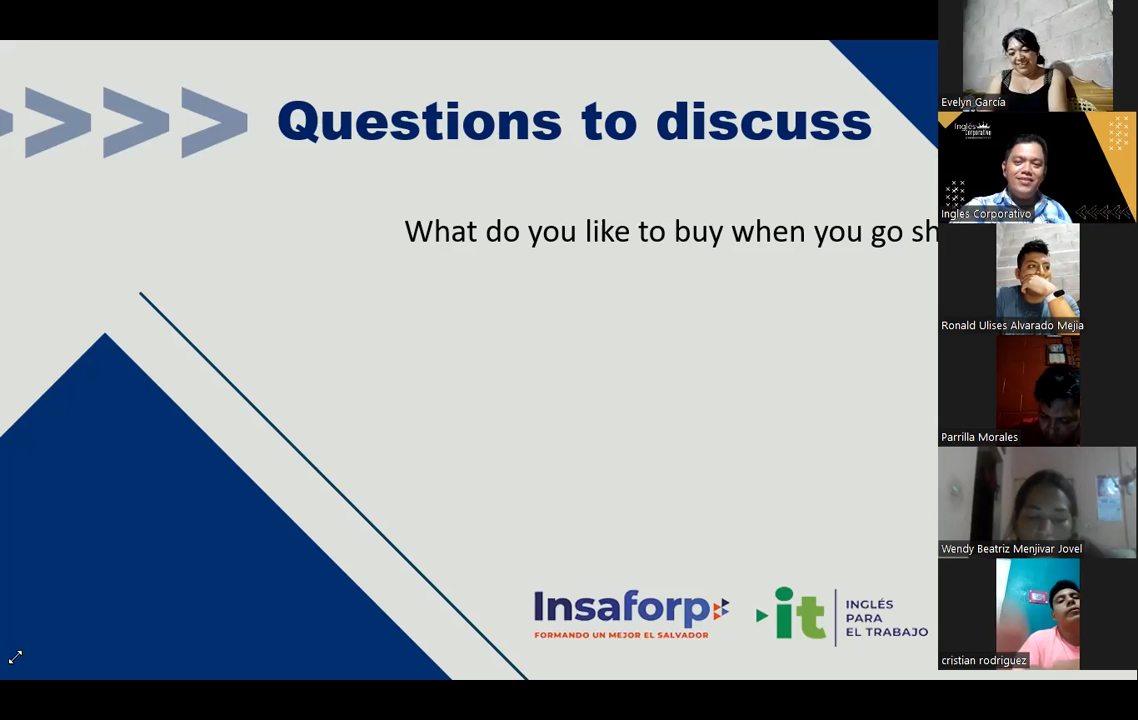 Questions to discuss
What do you like to buy when you go sh
Insaforp
FORMANDO UN MEJOR EL SALVADOR
it
INGLÉS
PARA
EL TRABAJO
Evelyn García
Inglés
Corporativo
Ingles Corporativo
Ronald Ulises Alvarado Mejia
Parrilla Morales
Wendy Beatriz Menjivar Jovel
cristian rodriguez